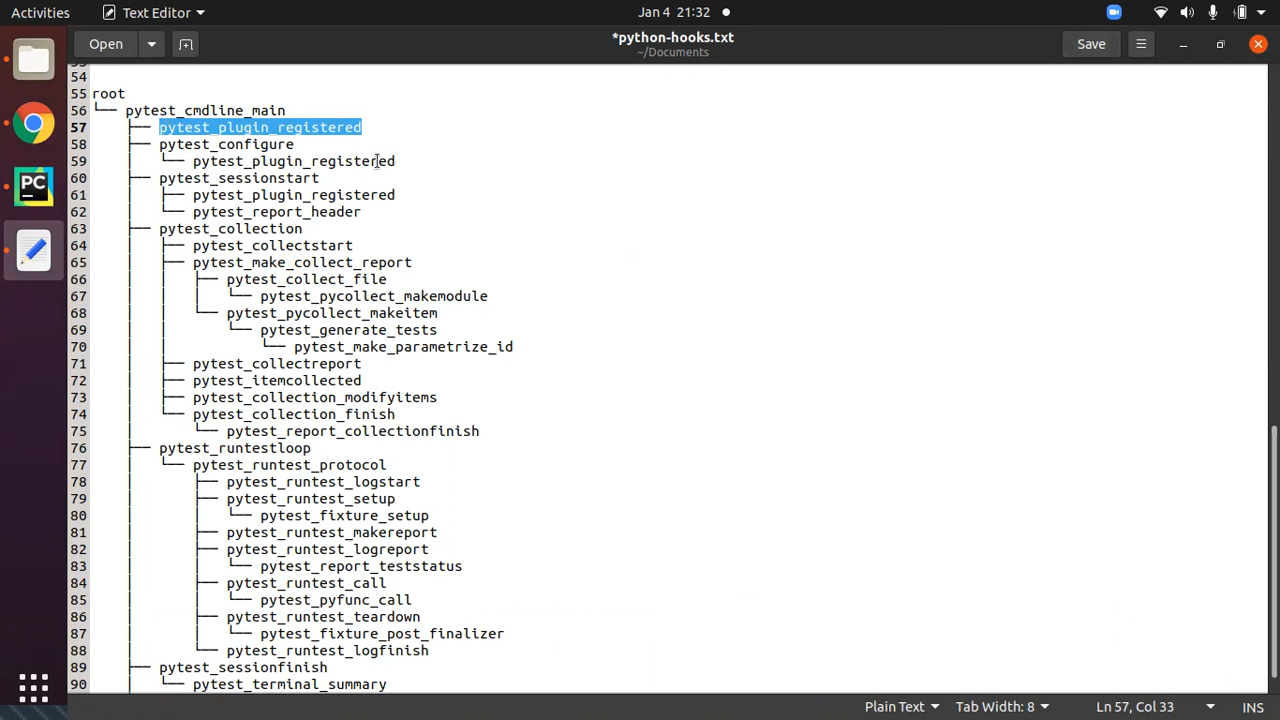 Activities Text Editor Jan 4 21:32
Open *python-hooks.txt Save
~/Documents
54
55 root
56 └── pytest_cmdline_main
57 ├── pytest_plugin_registered
58 ├── pytest_configure
59 │ └── pytest_plugin_registered
60 ├── pytest_sessionstart
61 │ ├── pytest_plugin_registered
62 │ └── pytest_report_header
63 ├── pytest_collection
64 │ ├── pytest_collectstart
65 │ ├── pytest_make_collect_report
66 │ │ ├── pytest_collect_file
67 │ │ │ └── pytest_pycollect_makemodule
68 │ │ └── pytest_pycollect_makeitem
69 │ │ └── pytest_generate_tests
70 │ │ └── pytest_make_parametrize_id
71 │ ├── pytest_collectreport
72 │ ├── pytest_itemcollected
73 │ ├── pytest_collection_modifyitems
74 │ └── pytest_collection_finish
75 │ └── pytest_report_collectionfinish
76 ├── pytest_runtestloop
77 │ └── pytest_runtest_protocol
78 │ ├── pytest_runtest_logstart
79 │ ├── pytest_runtest_setup
80 │ │ └── pytest_fixture_setup
81 │ ├── pytest_runtest_makereport
82 │ ├── pytest_runtest_logreport
83 │ │ └── pytest_report_teststatus
84 │ ├── pytest_runtest_call
85 │ │ └── pytest_pyfunc_call
86 │ ├── pytest_runtest_teardown
87 │ │ └── pytest_fixture_post_finalizer
88 │ └── pytest_runtest_logfinish
89 ├── pytest_sessionfinish
90 │ └── pytest_terminal_summary
PC
Plain Text Tab Width: 8 Ln 57, Col 33 INS